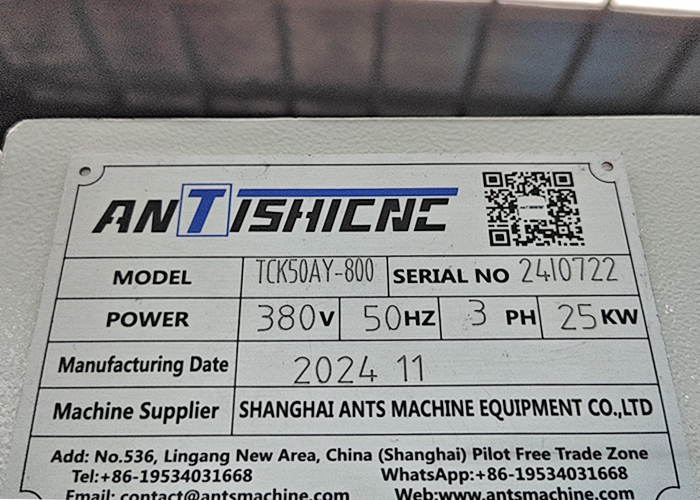 ANTISHICNC
MODEL TCK50AY-800 SERIAL NO 24I0722
POWER 380V 50HZ 3 PH 25KW
Manufacturing Date 2024 11
Machine Supplier SHANGHAI ANTS MACHINE EQUIPMENT CO.,LTD
Add: No.536, Lingang New Area, China (Shanghai) Pilot Free Trade Zone
Tel:+86-19534031668 WhatsApp:+86-19534031668
Email: contact@antsmachine.com Web:www.antsmachine.com